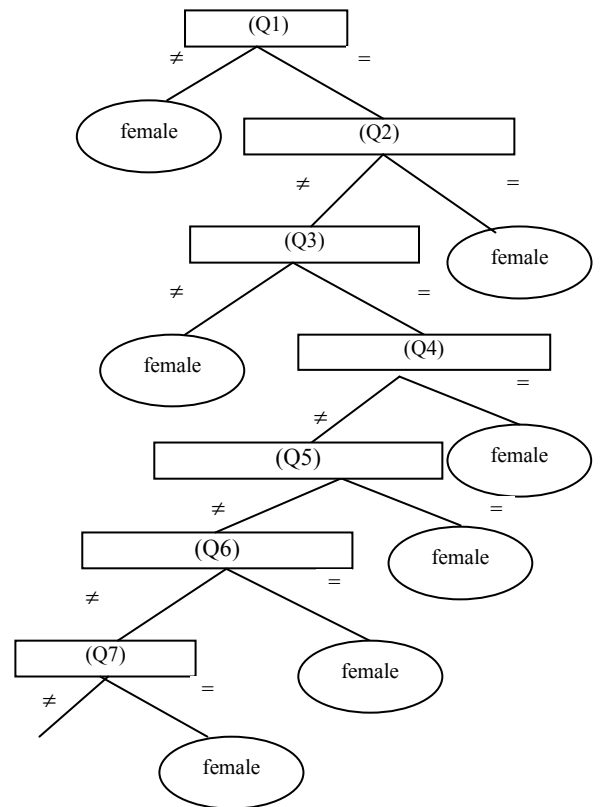 (Q1)
≠ =
female
(Q2)
≠ =
(Q3)
female
≠ =
(Q4)
female
=
≠
(Q5)
female
≠ =
(Q6)
female
=
≠
(Q7)
female
≠ =
female